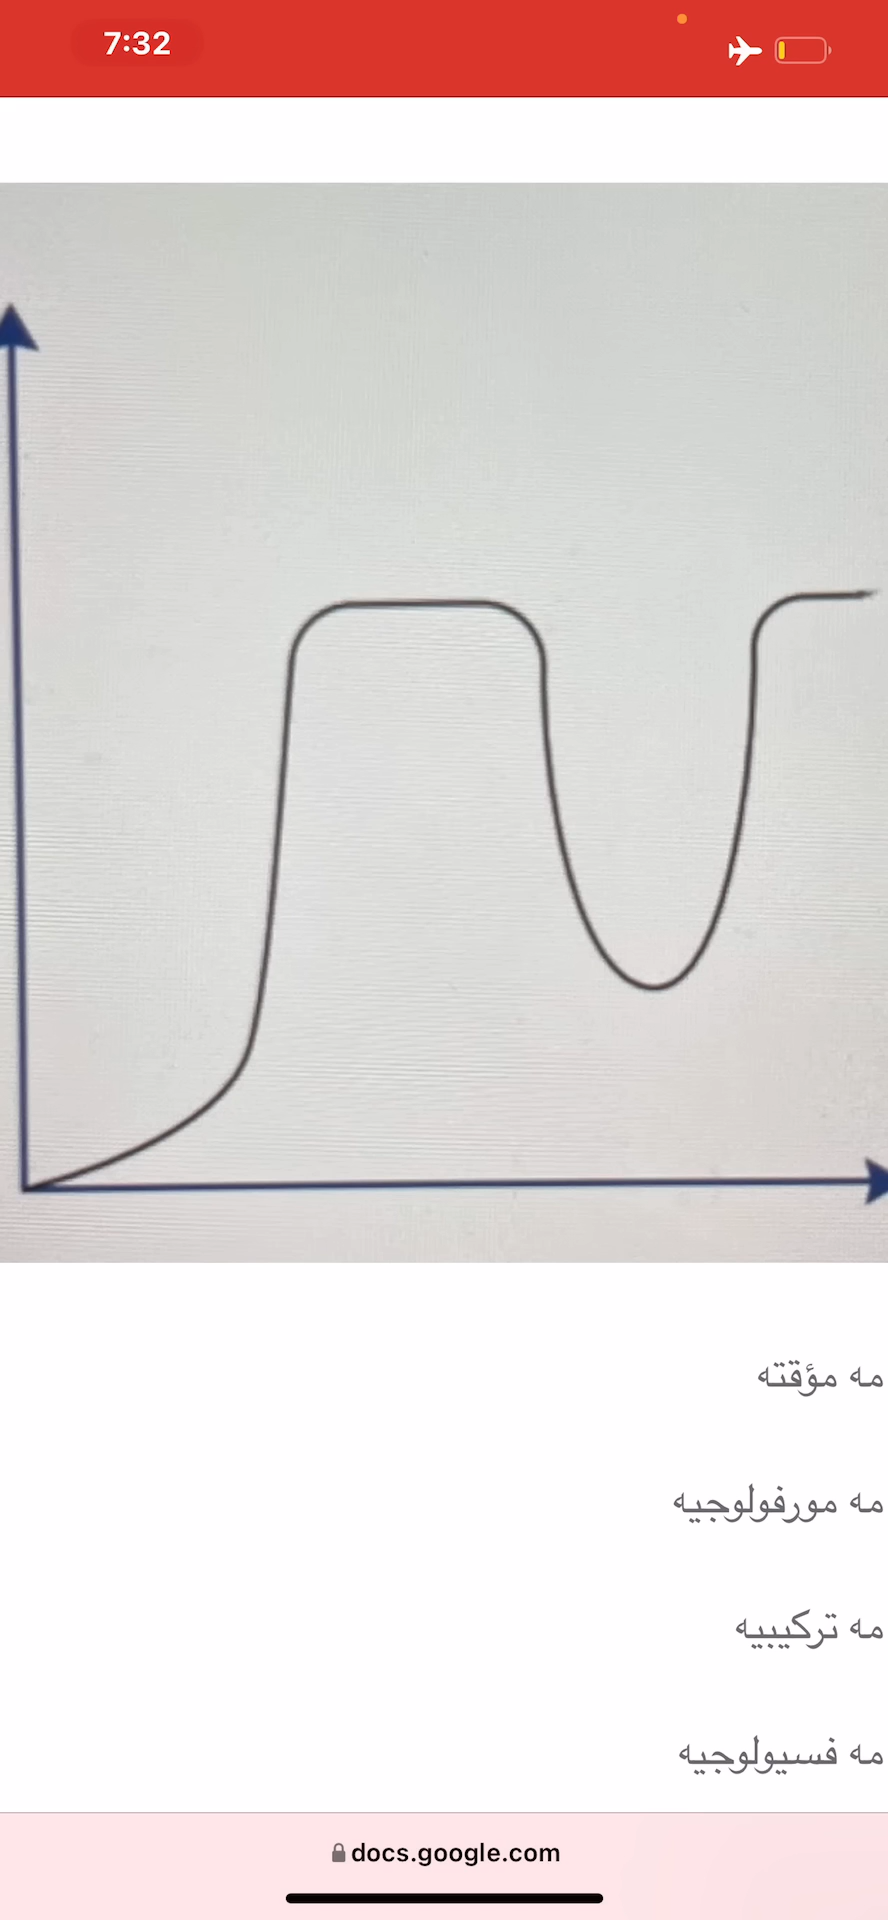 7:32
مه مؤقته
مه مورفولوجيه
مه تركيبيه
مه فسيولوجيه
docs.google.com